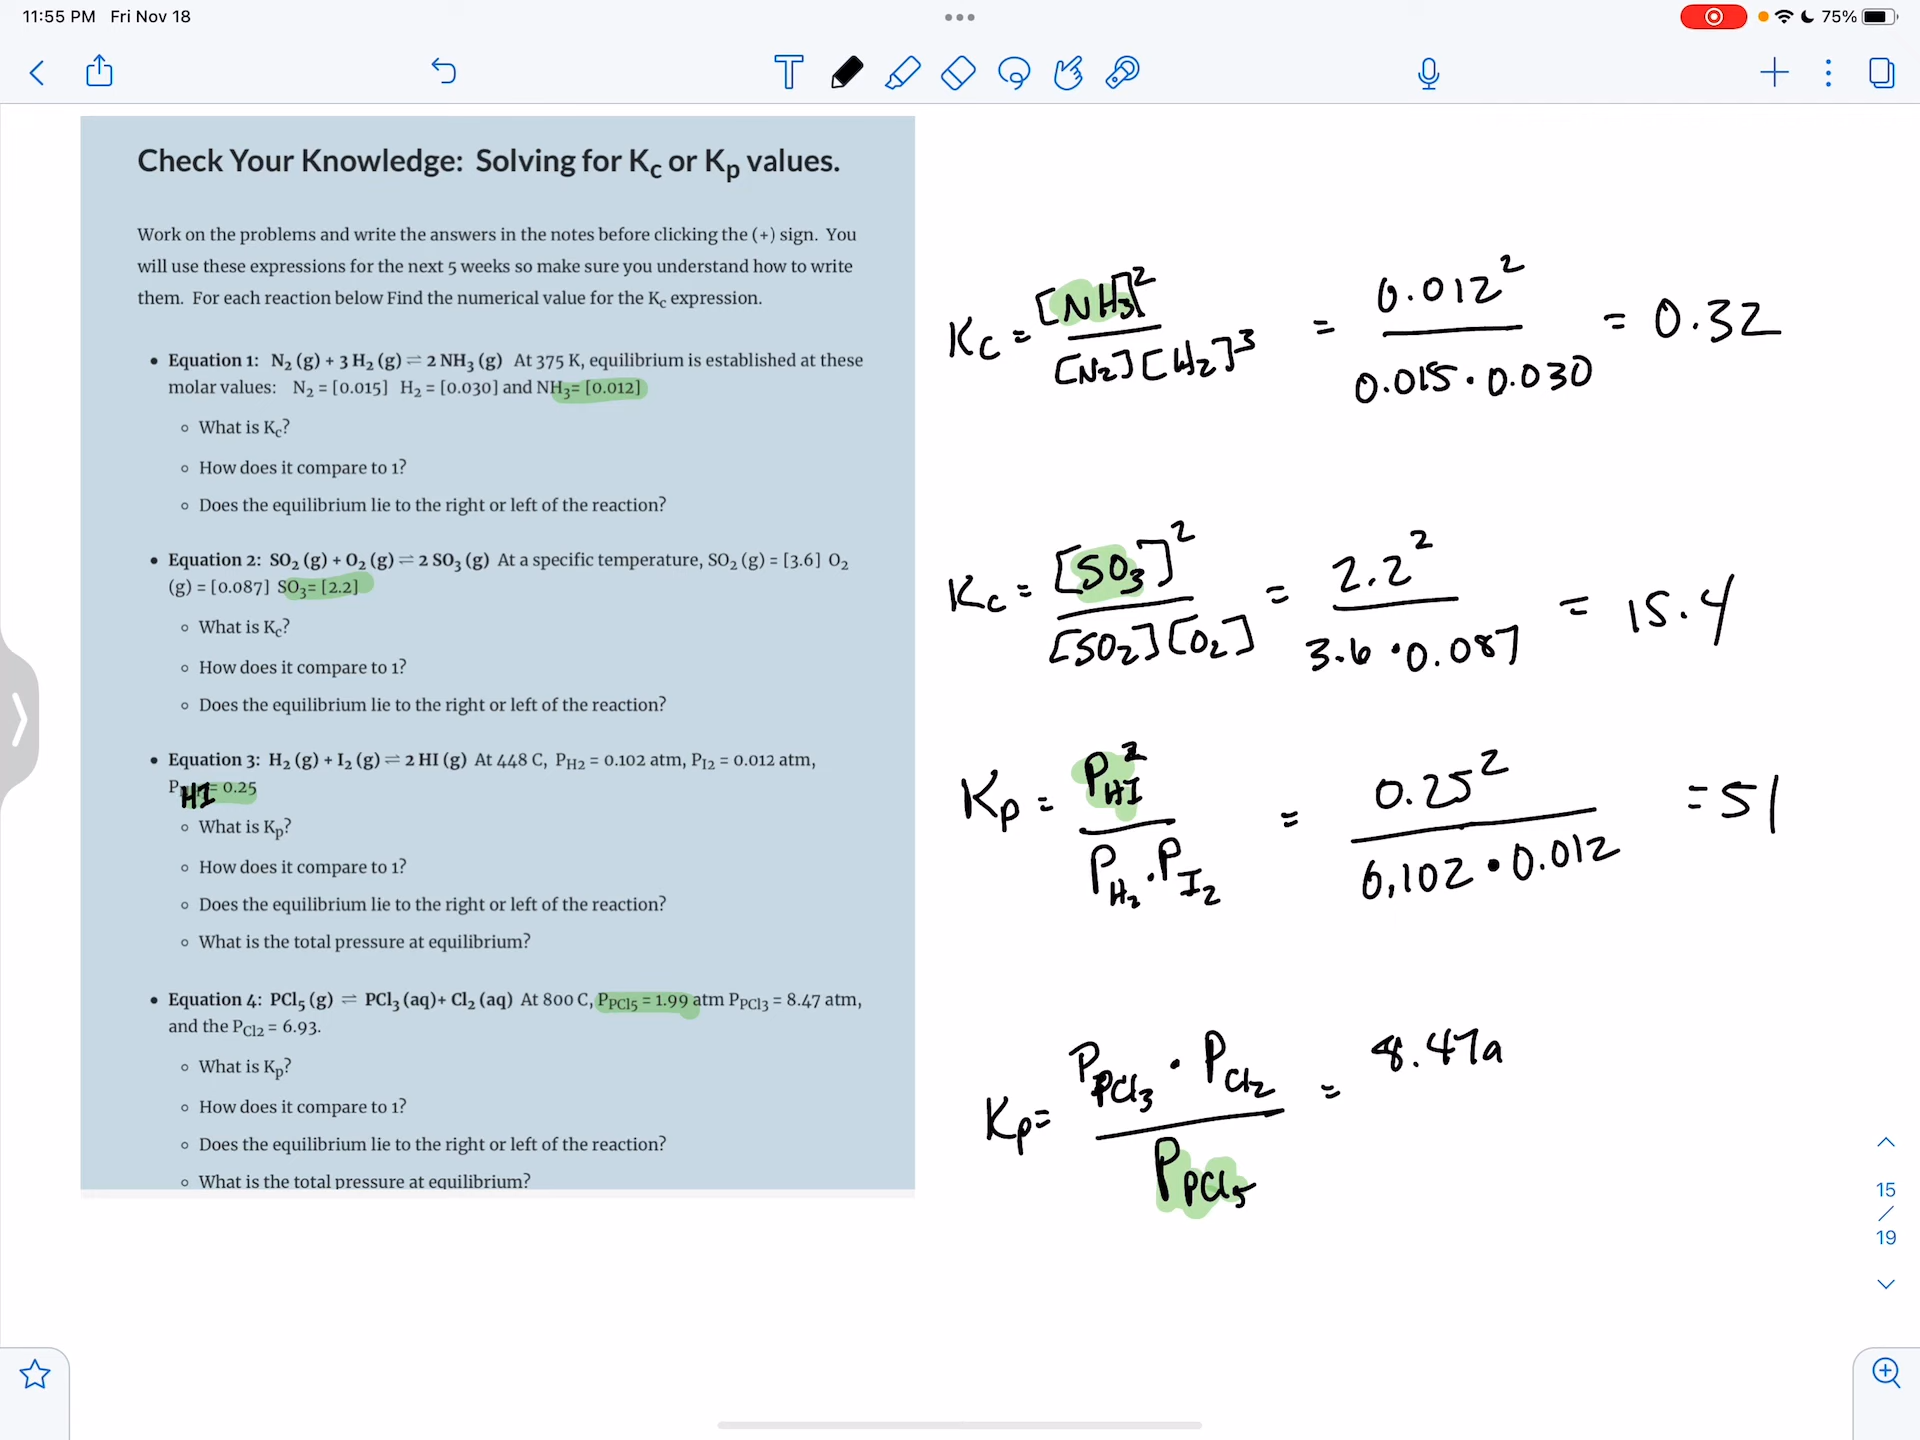 11:55 PM Fri Nov 18
75%
Check Your Knowledge: Solving for Kc or Kp values.
Work on the problems and write the answers in the notes before clicking the (+) sign. You
will use these expressions for the next 5 weeks so make sure you understand how to write
them. For each reaction below Find the numerical value for the Kc expression.
• Equation 1: N₂ (g) + 3 H₂ (g) ⇌ 2 NH₃ (g) At 375 K, equilibrium is established at these
molar values: N₂ = [0.015] H₂ = [0.030] and NH₃= [0.012]
◦ What is Kc?
◦ How does it compare to 1?
◦ Does the equilibrium lie to the right or left of the reaction?
• Equation 2: SO₂ (g) + O₂ (g) ⇌ 2 SO₃ (g) At a specific temperature, SO₂ (g) = [3.6] O₂
(g) = [0.087] SO₃= [2.2]
◦ What is Kc?
◦ How does it compare to 1?
◦ Does the equilibrium lie to the right or left of the reaction?
• Equation 3: H₂ (g) + I₂ (g) ⇌ 2 HI (g) At 448 C, PH2 = 0.102 atm, PI2 = 0.012 atm,
P HI = 0.25
◦ What is Kp?
◦ How does it compare to 1?
◦ Does the equilibrium lie to the right or left of the reaction?
◦ What is the total pressure at equilibrium?
• Equation 4: PCl₅ (g) ⇌ PCl₃ (aq)+ Cl₂ (aq) At 800 C, PPCl5 = 1.99 atm PPCl3 = 8.47 atm,
and the PCl2 = 6.93.
◦ What is Kp?
◦ How does it compare to 1?
◦ Does the equilibrium lie to the right or left of the reaction?
◦ What is the total pressure at equilibrium?
Kc = [NH₃]² / [N₂][H₂]³ = 0.012² / 0.015 · 0.030 = 0.32
Kc = [SO₃]² / [SO₂][O₂] = 2.2² / 3.6 · 0.087 = 15.4
Kp = PHI² / PH₂ · PI₂ = 0.25² / 0.102 · 0.012 = 51
Kp = PPCl₃ · PCl₂ / PPCl₅ = 8.47a
15
/
19